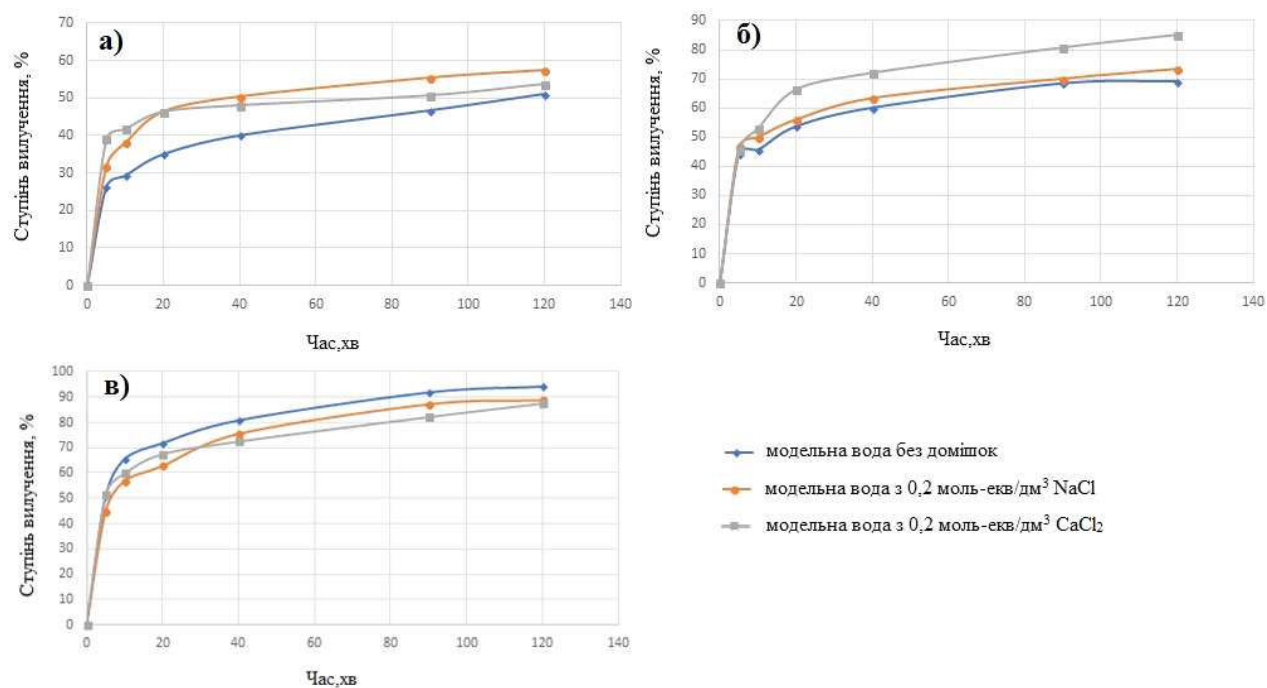 а)
Ступінь вилучення, %
70
60
50
40
30
20
10
0
0 20 40 60 80 100 120 140
Час,хв
б)
Ступінь вилучення, %
90
80
70
60
50
40
30
20
10
0
0 20 40 60 80 100 120 140
Час,хв
в)
Ступінь вилучення, %
100
90
80
70
60
50
40
30
20
10
0
0 20 40 60 80 100 120 140
Час,хв
модельна вода без домішок
модельна вода з 0,2 моль-екв/дм³ NaCl
модельна вода з 0,2 моль-екв/дм³ CaCl₂